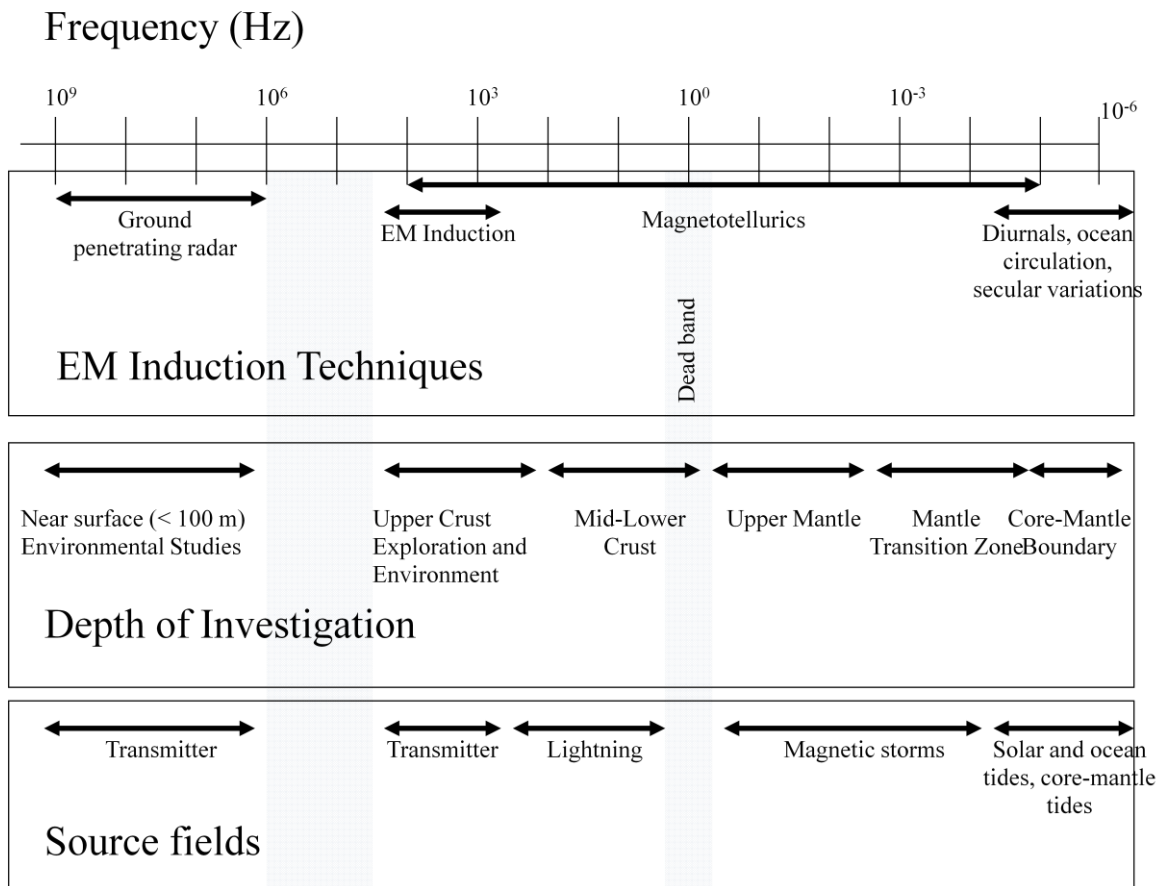 Frequency (Hz)
10⁹ 10⁶ 10³ 10⁰ 10⁻³ 10⁻⁶
Ground
penetrating radar
EM Induction
Magnetotellurics
Diurnals, ocean
circulation,
secular variations
Dead band
EM Induction Techniques
Near surface (< 100 m)
Environmental Studies
Upper Crust
Exploration and
Environment
Mid-Lower
Crust
Upper Mantle
Mantle
Transition Zone
Core-Mantle
Boundary
Depth of Investigation
Transmitter
Transmitter
Lightning
Magnetic storms
Solar and ocean
tides, core-mantle
tides
Source fields